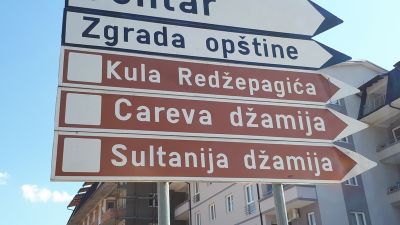 Zgrada opštine
Kula Redžepagića
Careva džamija
Sultanija džamija